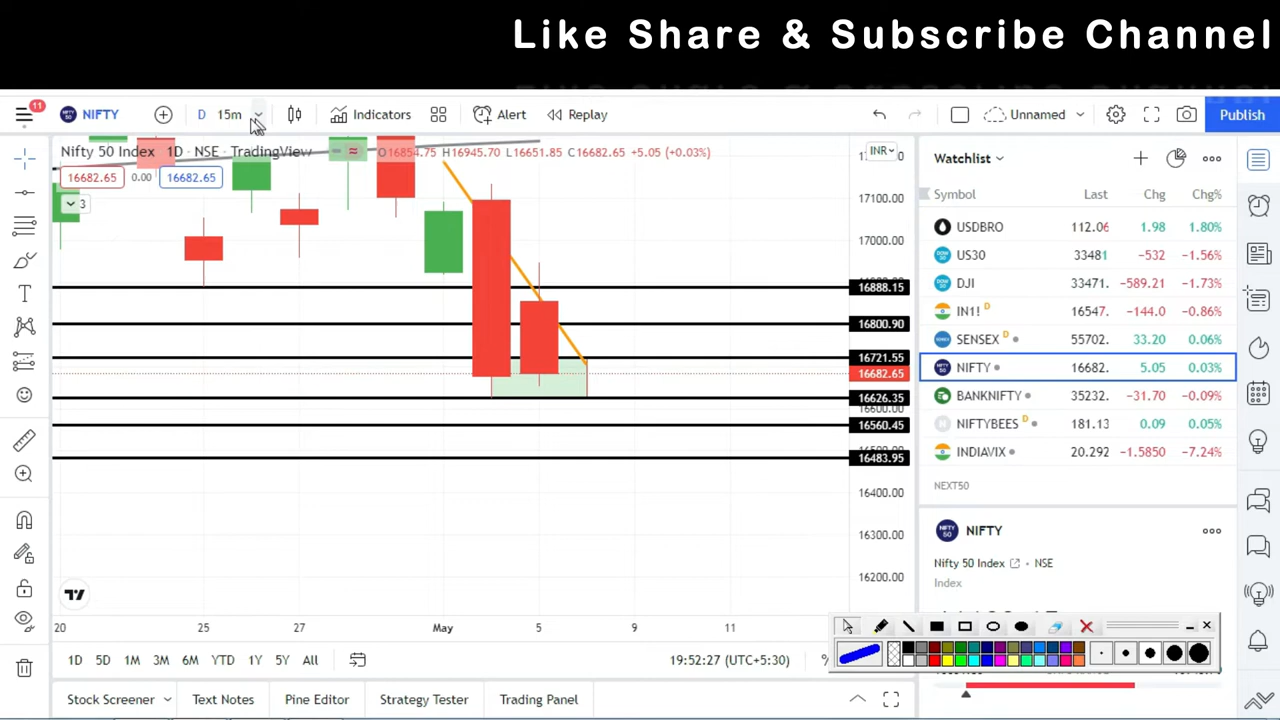 Like Share & Subscribe Channel
11
NIFTY
D
15m
Indicators
Alert
Replay
Unnamed
Publish
Nifty 50 Index 1D · NSE · TradingView
O16854.75 H16945.70 L16651.85 C16682.65 +5.05 (+0.03%)
INR
16682.65
0.00
16682.65
3
17100.00
17000.00
16888.15
16800.90
16721.55
16682.65
16626.35
16600.00
16560.45
16483.95
16400.00
16300.00
16200.00
20
25
27
May
5
9
11
1D
5D
1M
3M
6M
YTD
All
19:52:27 (UTC+5:30)
%
Stock Screener
Text Notes
Pine Editor
Strategy Tester
Trading Panel
Watchlist
Symbol Last Chg Chg%
USDBRO 112.06 1.98 1.80%
US30 33481 −532 −1.56%
DJI 33471. −589.21 −1.73%
IN1! D 16547. −144.0 −0.86%
SENSEX D 55702. 33.20 0.06%
NIFTY 16682. 5.05 0.03%
BANKNIFTY 35232. −31.70 −0.09%
NIFTYBEES D 181.13 0.09 0.05%
INDIAVIX 20.292 −1.5850 −7.24%
NEXT50
NIFTY 50
NIFTY
Nifty 50 Index · NSE
Index